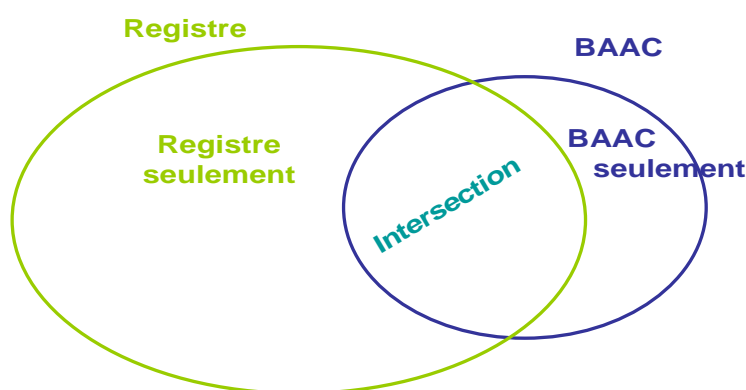 Registre
BAAC
Registre
seulement
Intersection
BAAC
seulement